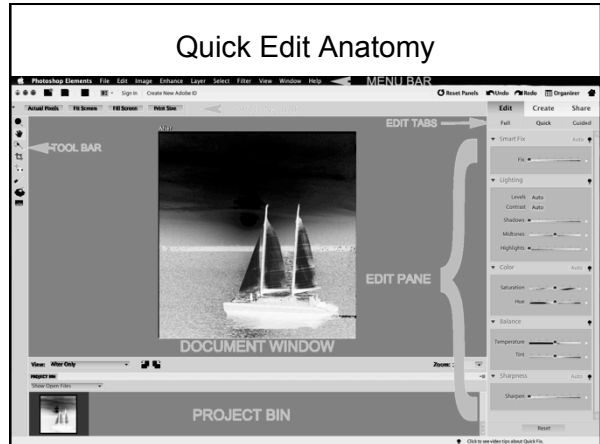 Quick Edit Anatomy
Photoshop Elements File Edit Image Enhance Layer Select Filter View Window Help MENU BAR
Sign In Create New Adobe ID Reset Panels Undo Redo Organizer
Actual Pixels Fit Screen Fill Screen Print Size
Edit Create Share
EDIT TABS Full Quick Guided
After
TOOL BAR
Smart Fix Auto
Fix
Lighting
Levels Auto
Contrast Auto
Shadows
Midtones
Highlights
EDIT PANE
Color Auto
Saturation
Hue
Balance
Temperature
Tint
DOCUMENT WINDOW
View: After Only Zoom:
Sharpness Auto
PROJECT BIN
Show Open Files
Sharpen
PROJECT BIN
Reset
Click to see video tips about Quick Fix.